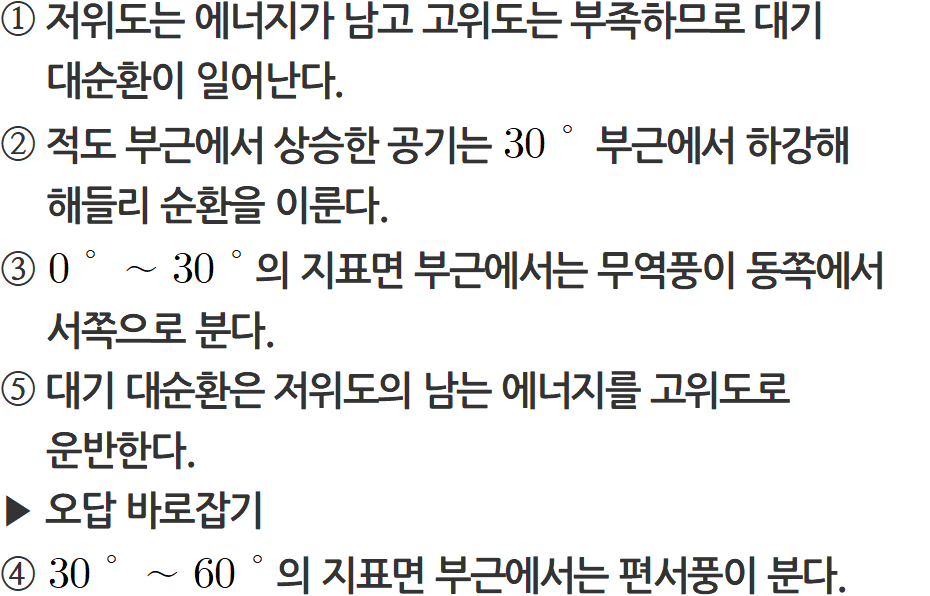 ① 저위도는 에너지가 남고 고위도는 부족하므로 대기
대순환이 일어난다.
② 적도 부근에서 상승한 공기는 30° 부근에서 하강해
해들리 순환을 이룬다.
③ 0° ~ 30°의 지표면 부근에서는 무역풍이 동쪽에서
서쪽으로 분다.
⑤ 대기 대순환은 저위도의 남는 에너지를 고위도로
운반한다.
▶ 오답 바로잡기
④ 30° ~ 60°의 지표면 부근에서는 편서풍이 분다.